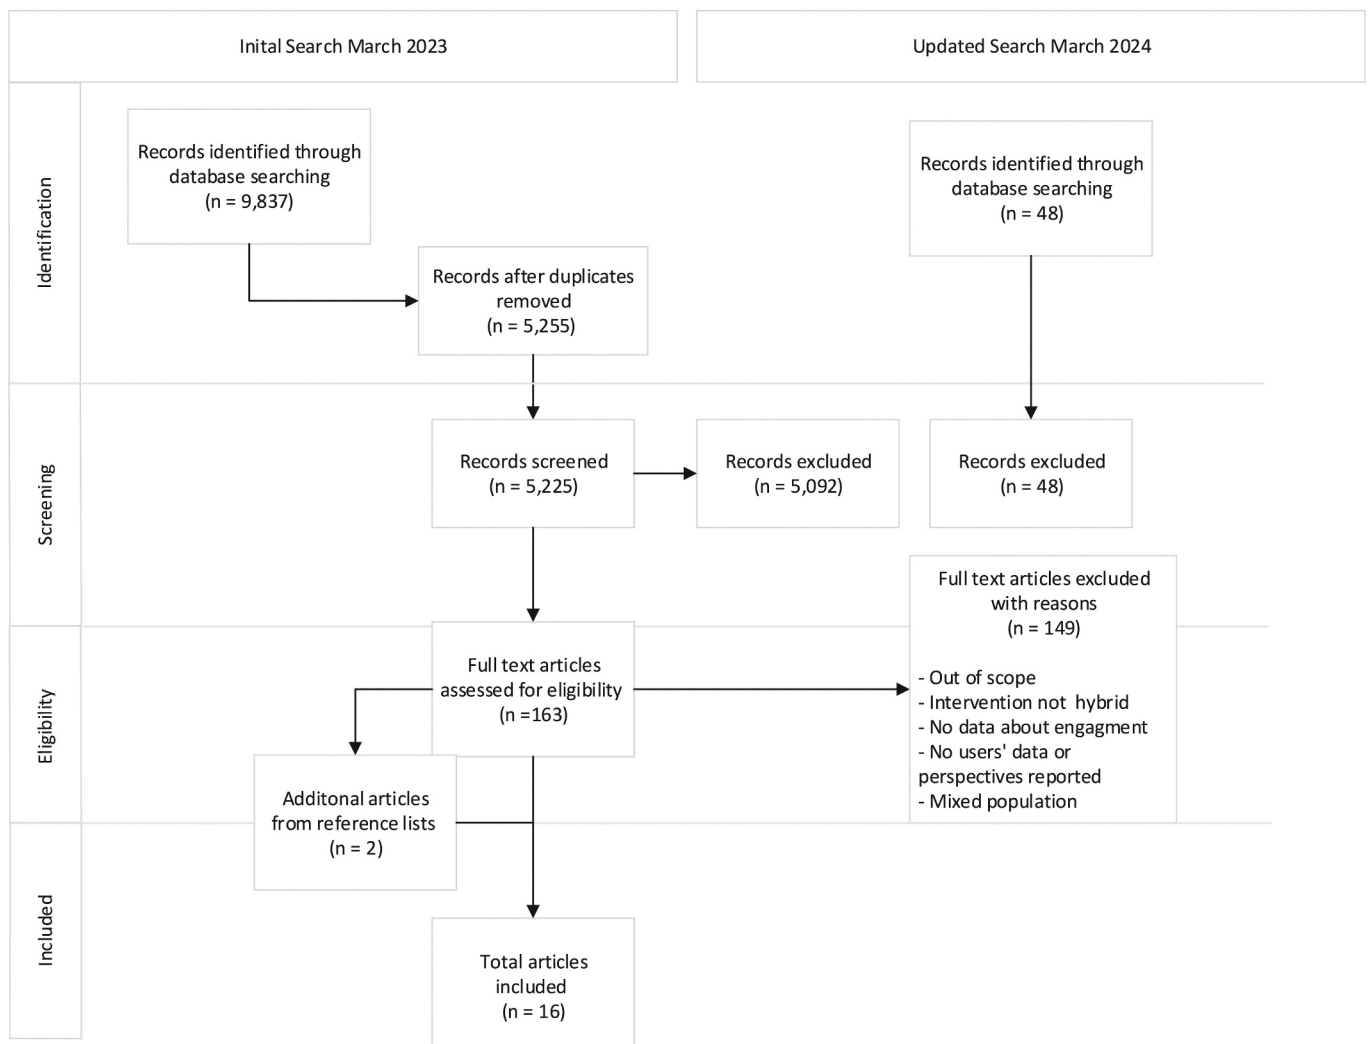 Inital Search March 2023
Updated Search March 2024
Identification
Records identified through
database searching
(n = 9,837)
Records identified through
database searching
(n = 48)
Records after duplicates
removed
(n = 5,255)
Screening
Records screened
(n = 5,225)
Records excluded
(n = 5,092)
Records excluded
(n = 48)
Eligibility
Full text articles
assessed for eligibility
(n =163)
Full text articles excluded
with reasons
(n = 149)
- Out of scope
- Intervention not  hybrid
- No data about engagment
- No users' data or
perspectives reported
- Mixed population
Additonal articles
from reference lists
(n = 2)
Included
Total articles
included
(n = 16)